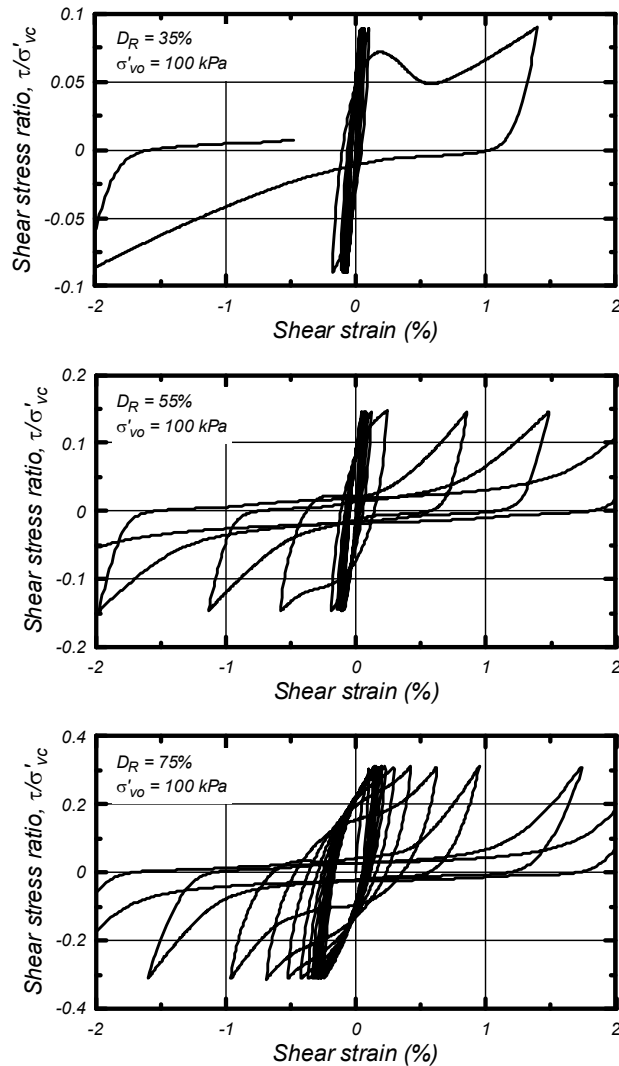 0.1
D_R = 35%
σ'_vo = 100 kPa
0.05
0
-0.05
-0.1
Shear stress ratio, τ/σ'_vc
-2
-1
0
1
2
Shear strain (%)
0.2
D_R = 55%
σ'_vo = 100 kPa
0.1
0
-0.1
-0.2
Shear stress ratio, τ/σ'_vc
-2
-1
0
1
2
Shear strain (%)
0.4
D_R = 75%
σ'_vo = 100 kPa
0.2
0
-0.2
-0.4
Shear stress ratio, τ/σ'_vc
-2
-1
0
1
2
Shear strain (%)